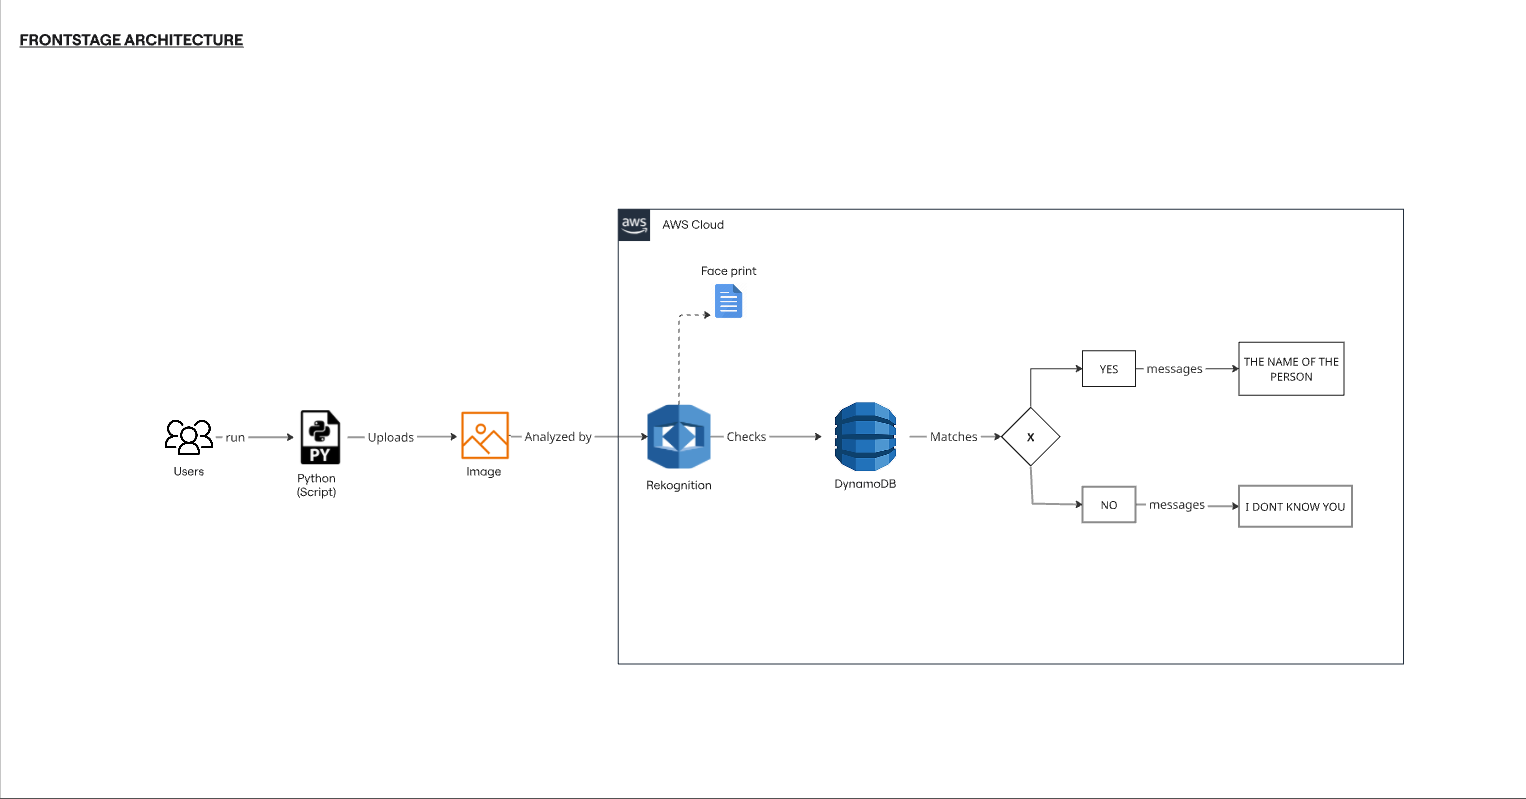 FRONTSTAGE ARCHITECTURE
aws
AWS Cloud
Face print
run
Users
PY
Python
(Script)
Uploads
Image
Analyzed by
Rekognition
Checks
DynamoDB
Matches
X
YES
messages
THE NAME OF THE
PERSON
NO
messages
I DONT KNOW YOU